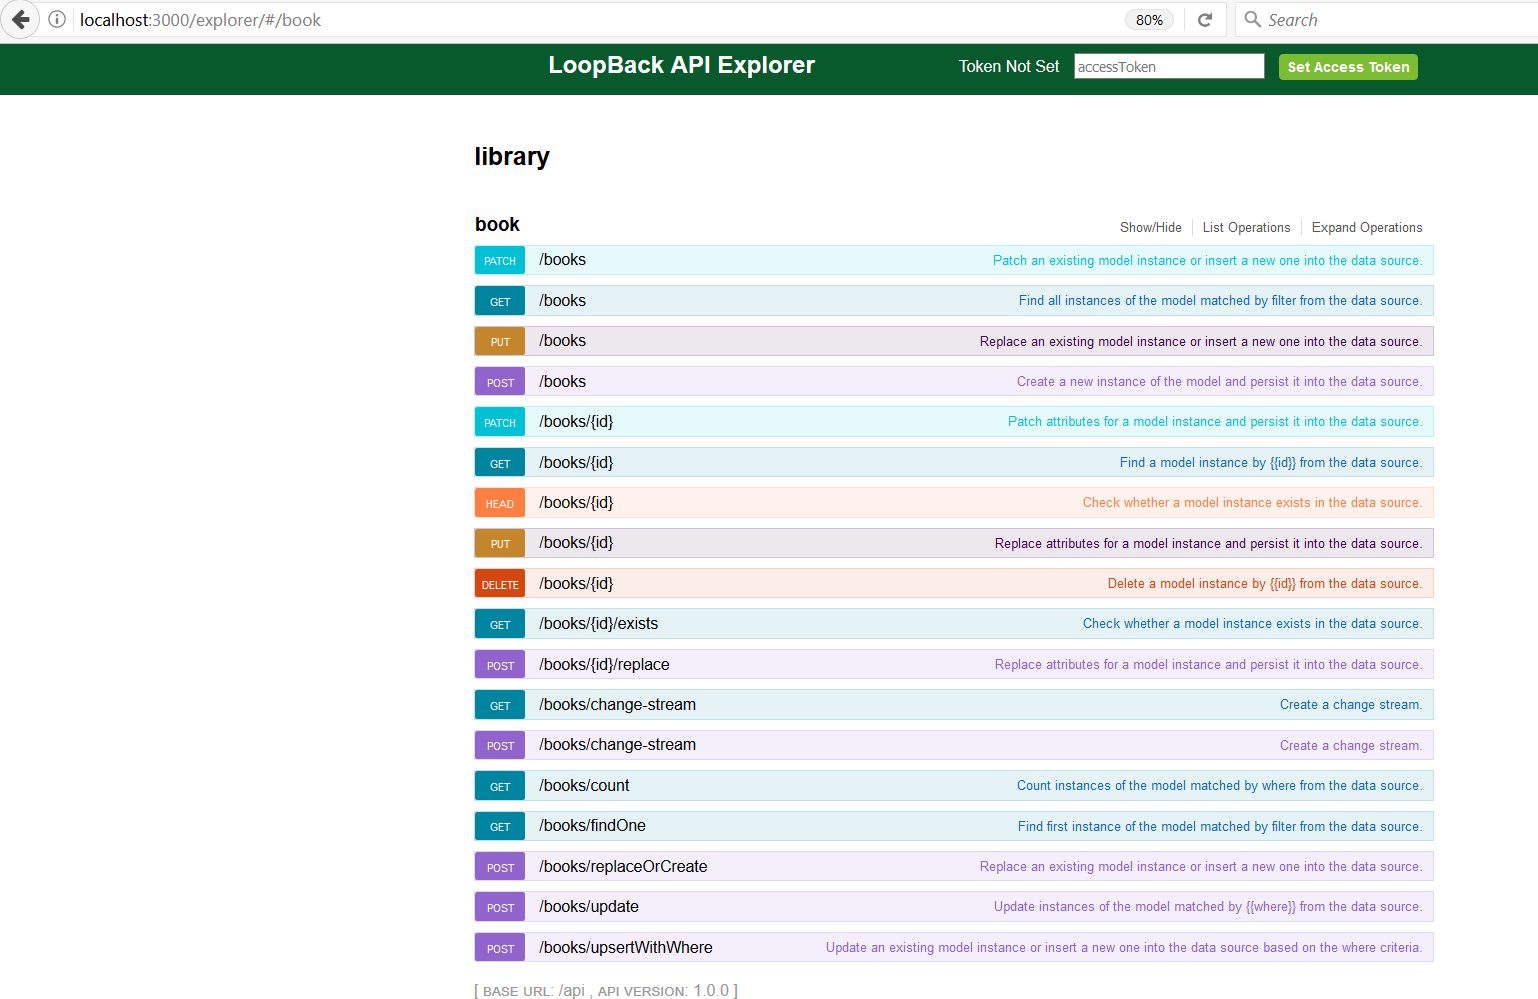 localhost:3000/explorer/#/book 80% Search
LoopBack API Explorer Token Not Set accessToken Set Access Token
library
book Show/Hide List Operations Expand Operations
PATCH /books Patch an existing model instance or insert a new one into the data source.
GET /books Find all instances of the model matched by filter from the data source.
PUT /books Replace an existing model instance or insert a new one into the data source.
POST /books Create a new instance of the model and persist it into the data source.
PATCH /books/{id} Patch attributes for a model instance and persist it into the data source.
GET /books/{id} Find a model instance by {{id}} from the data source.
HEAD /books/{id} Check whether a model instance exists in the data source.
PUT /books/{id} Replace attributes for a model instance and persist it into the data source.
DELETE /books/{id} Delete a model instance by {{id}} from the data source.
GET /books/{id}/exists Check whether a model instance exists in the data source.
POST /books/{id}/replace Replace attributes for a model instance and persist it into the data source.
GET /books/change-stream Create a change stream.
POST /books/change-stream Create a change stream.
GET /books/count Count instances of the model matched by where from the data source.
GET /books/findOne Find first instance of the model matched by filter from the data source.
POST /books/replaceOrCreate Replace an existing model instance or insert a new one into the data source.
POST /books/update Update instances of the model matched by {{where}} from the data source.
POST /books/upsertWithWhere Update an existing model instance or insert a new one into the data source based on the where criteria.
[ BASE URL: /api , API VERSION: 1.0.0 ]